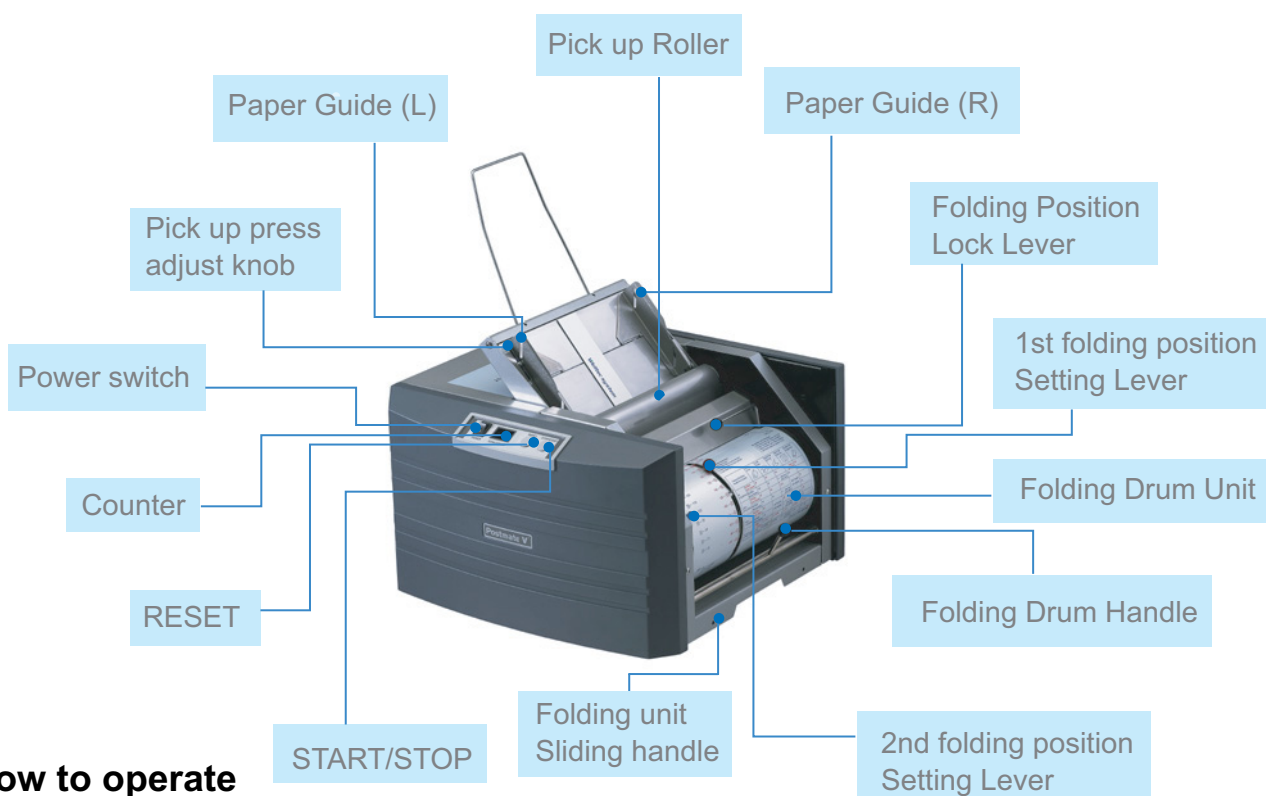 Pick up Roller
Paper Guide (L)
Paper Guide (R)
Folding Position
Lock Lever
Pick up press
adjust knob
1st folding position
Setting Lever
Power switch
Folding Drum Unit
Counter
Postmate V
RESET
Folding Drum Handle
Folding unit
Sliding handle
START/STOP
2nd folding position
Setting Lever
ow to operate